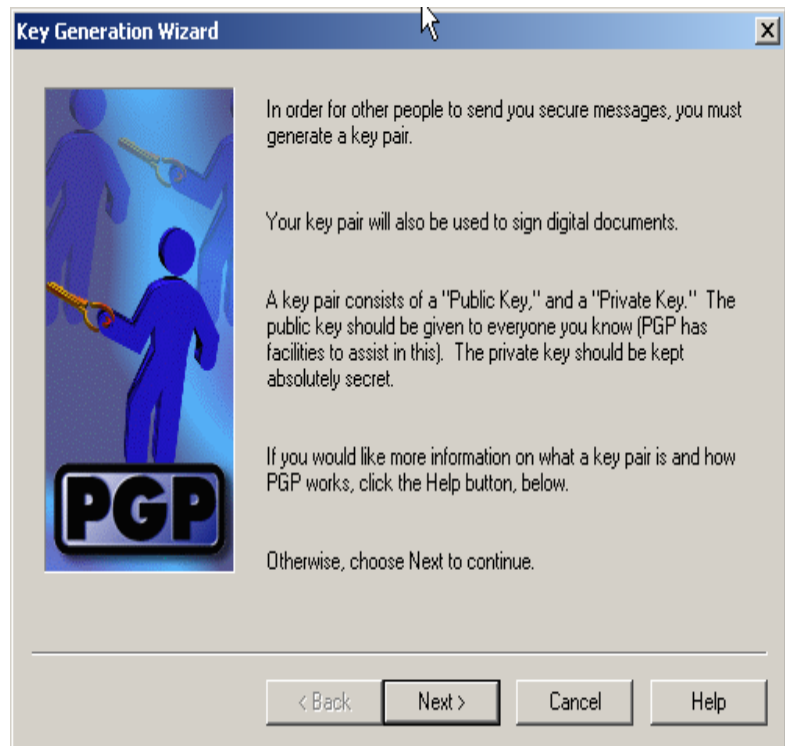 Key Generation Wizard
In order for other people to send you secure messages, you must
generate a key pair.
Your key pair will also be used to sign digital documents.
A key pair consists of a "Public Key," and a "Private Key."  The
public key should be given to everyone you know (PGP has
facilities to assist in this).  The private key should be kept
absolutely secret.
If you would like more information on what a key pair is and how
PGP works, click the Help button, below.
PGP
Otherwise, choose Next to continue.
< Back
Next >
Cancel
Help